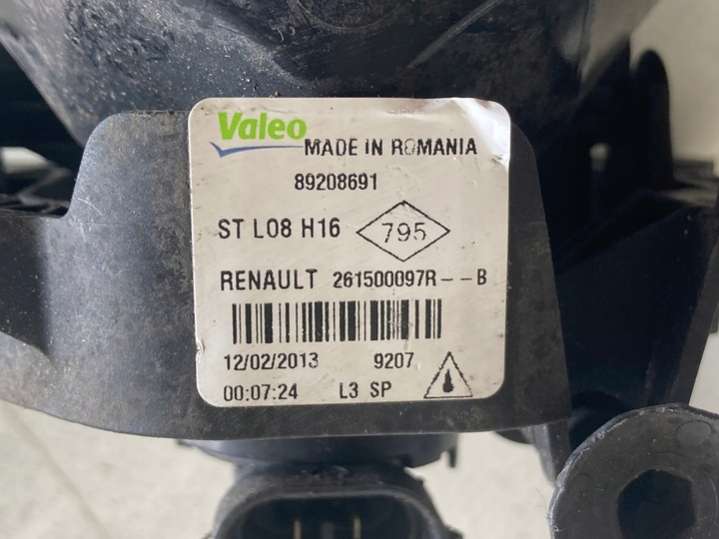 Valeo MADE IN ROMANIA
89208691
ST L08 H16 795
RENAULT 261500097R--B
12/02/2013 9207
00:07:24 L3 SP